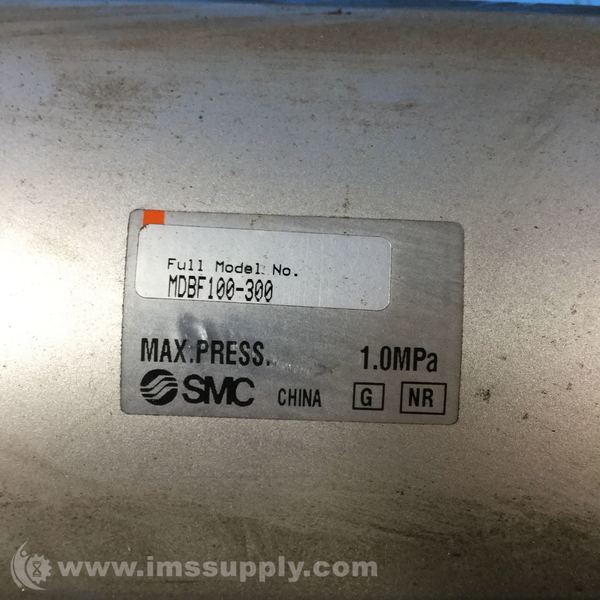 Full Model No.
MDBF100-300
MAX.PRESS. 1.0MPa
SMC CHINA G NR
www.imssupply.com